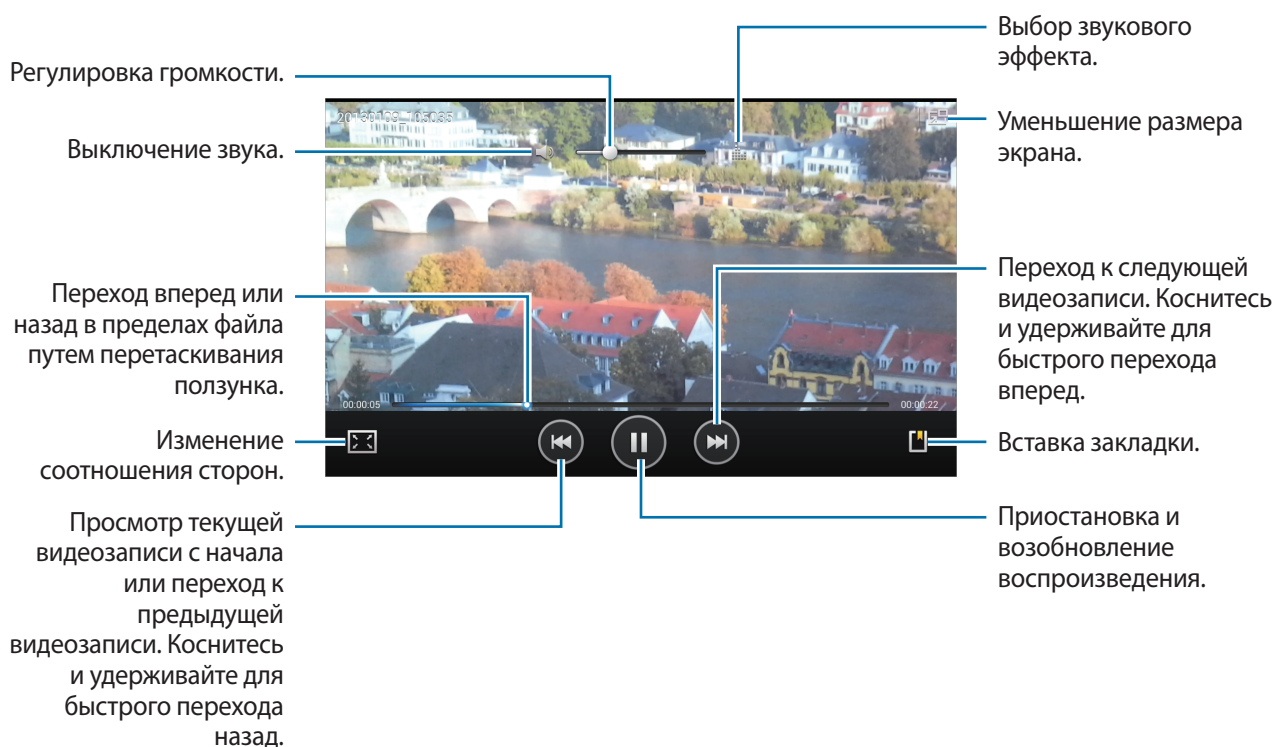 Регулировка громкости.
Выключение звука.
Переход вперед или
назад в пределах файла
путем перетаскивания
ползунка.
Изменение
соотношения сторон.
Просмотр текущей
видеозаписи с начала
или переход к
предыдущей
видеозаписи. Коснитесь
и удерживайте для
быстрого перехода
назад.
20130109_105035
00:00:05
00:00:22
Выбор звукового
эффекта.
Уменьшение размера
экрана.
Переход к следующей
видеозаписи. Коснитесь
и удерживайте для
быстрого перехода
вперед.
Вставка закладки.
Приостановка и
возобновление
воспроизведения.